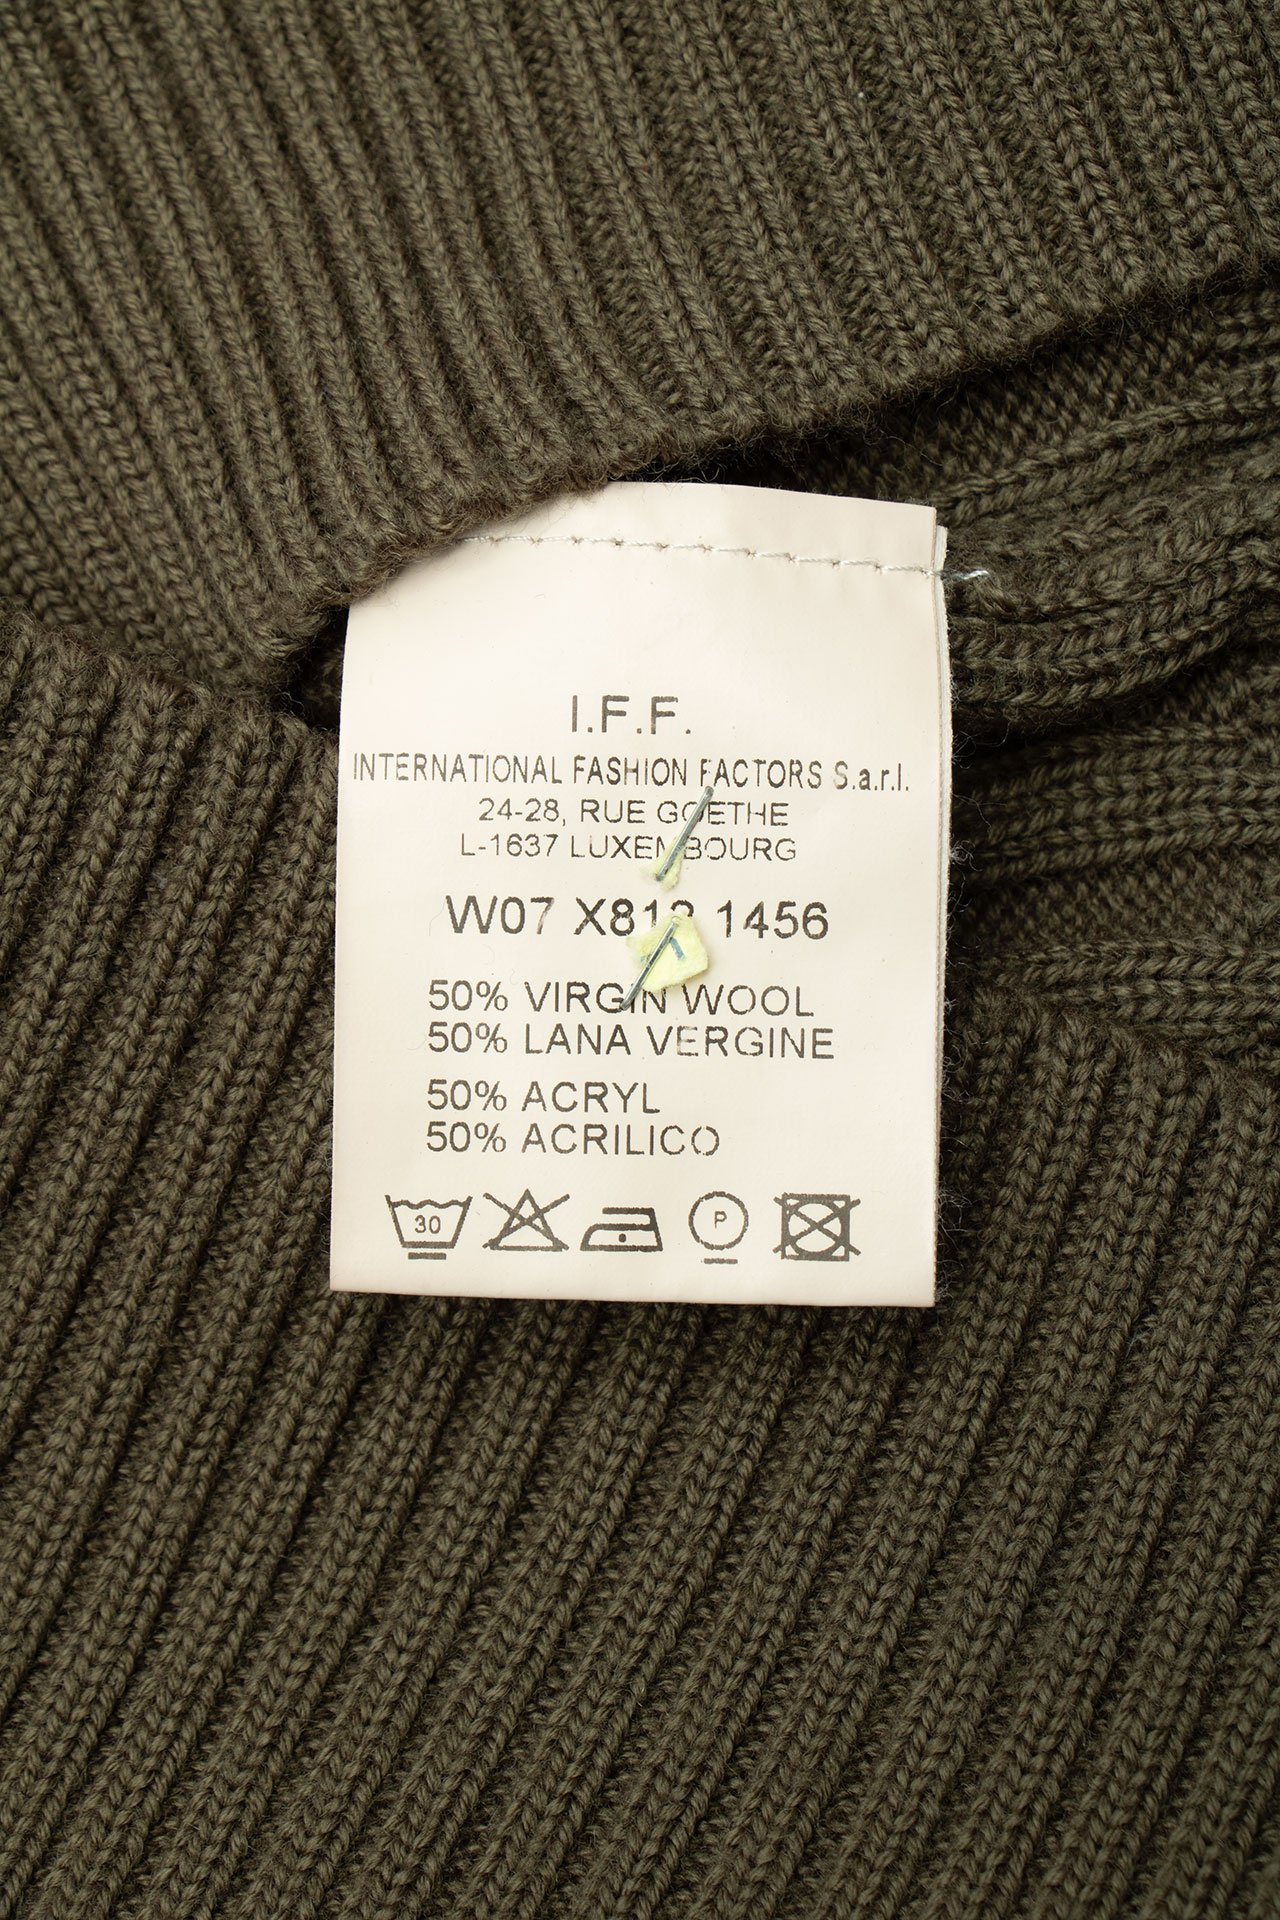 I.F.F.
INTERNATIONAL FASHION FACTORS S.a.r.l.
24-28, RUE GOETHE
L-1637 LUXEMBOURG
W07 1456
50% VIRGIN WOOL
50% LANA VERGINE
50% ACRYL
50% ACRILICO
30 P